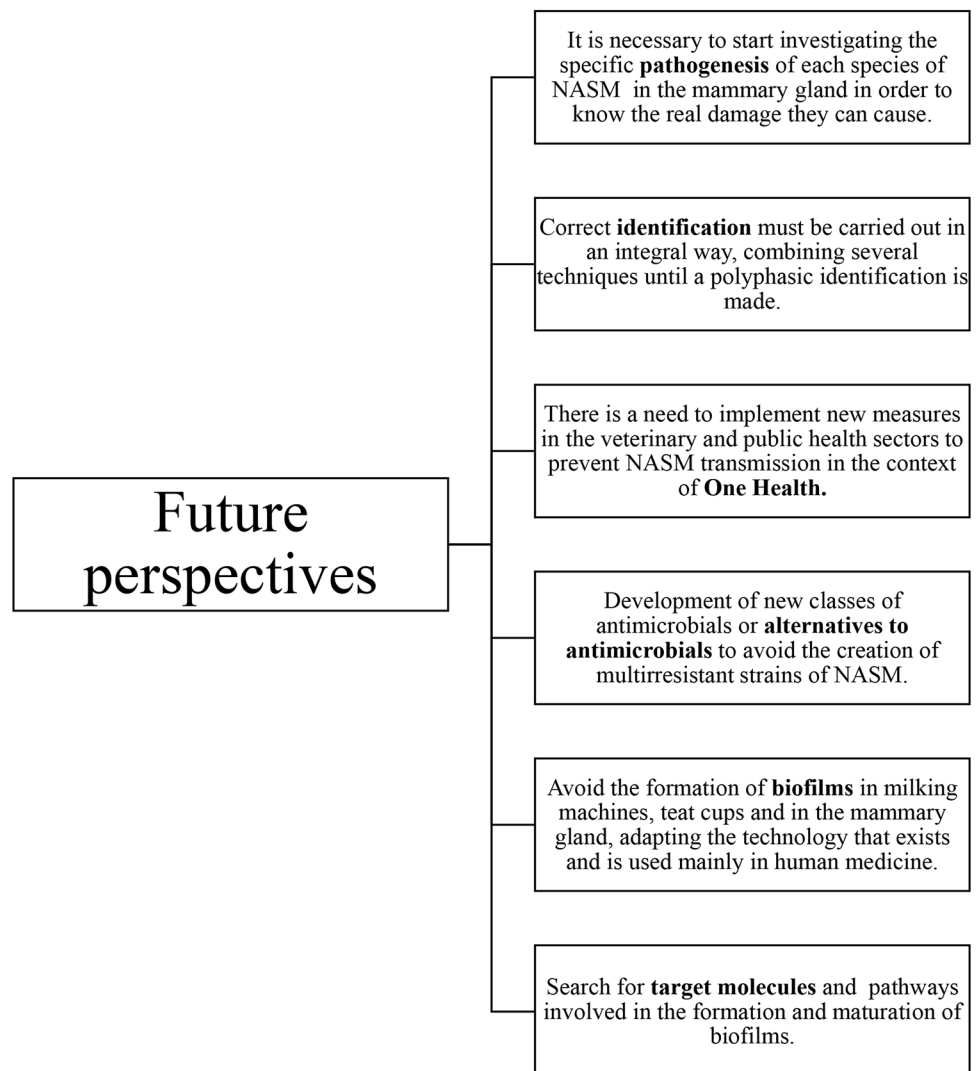 Future
perspectives
It is necessary to start investigating the
specific pathogenesis of each species of
NASM in the mammary gland in order to
know the real damage they can cause.
Correct identification must be carried out in
an integral way, combining several
techniques until a polyphasic identification is
made.
There is a need to implement new measures
in the veterinary and public health sectors to
prevent NASM transmission in the context
of One Health.
Development of new classes of
antimicrobials or alternatives to
antimicrobials to avoid the creation of
multirresistant strains of NASM.
Avoid the formation of biofilms in milking
machines, teat cups and in the mammary
gland, adapting the technology that exists
and is used mainly in human medicine.
Search for target molecules and pathways
involved in the formation and maturation of
biofilms.